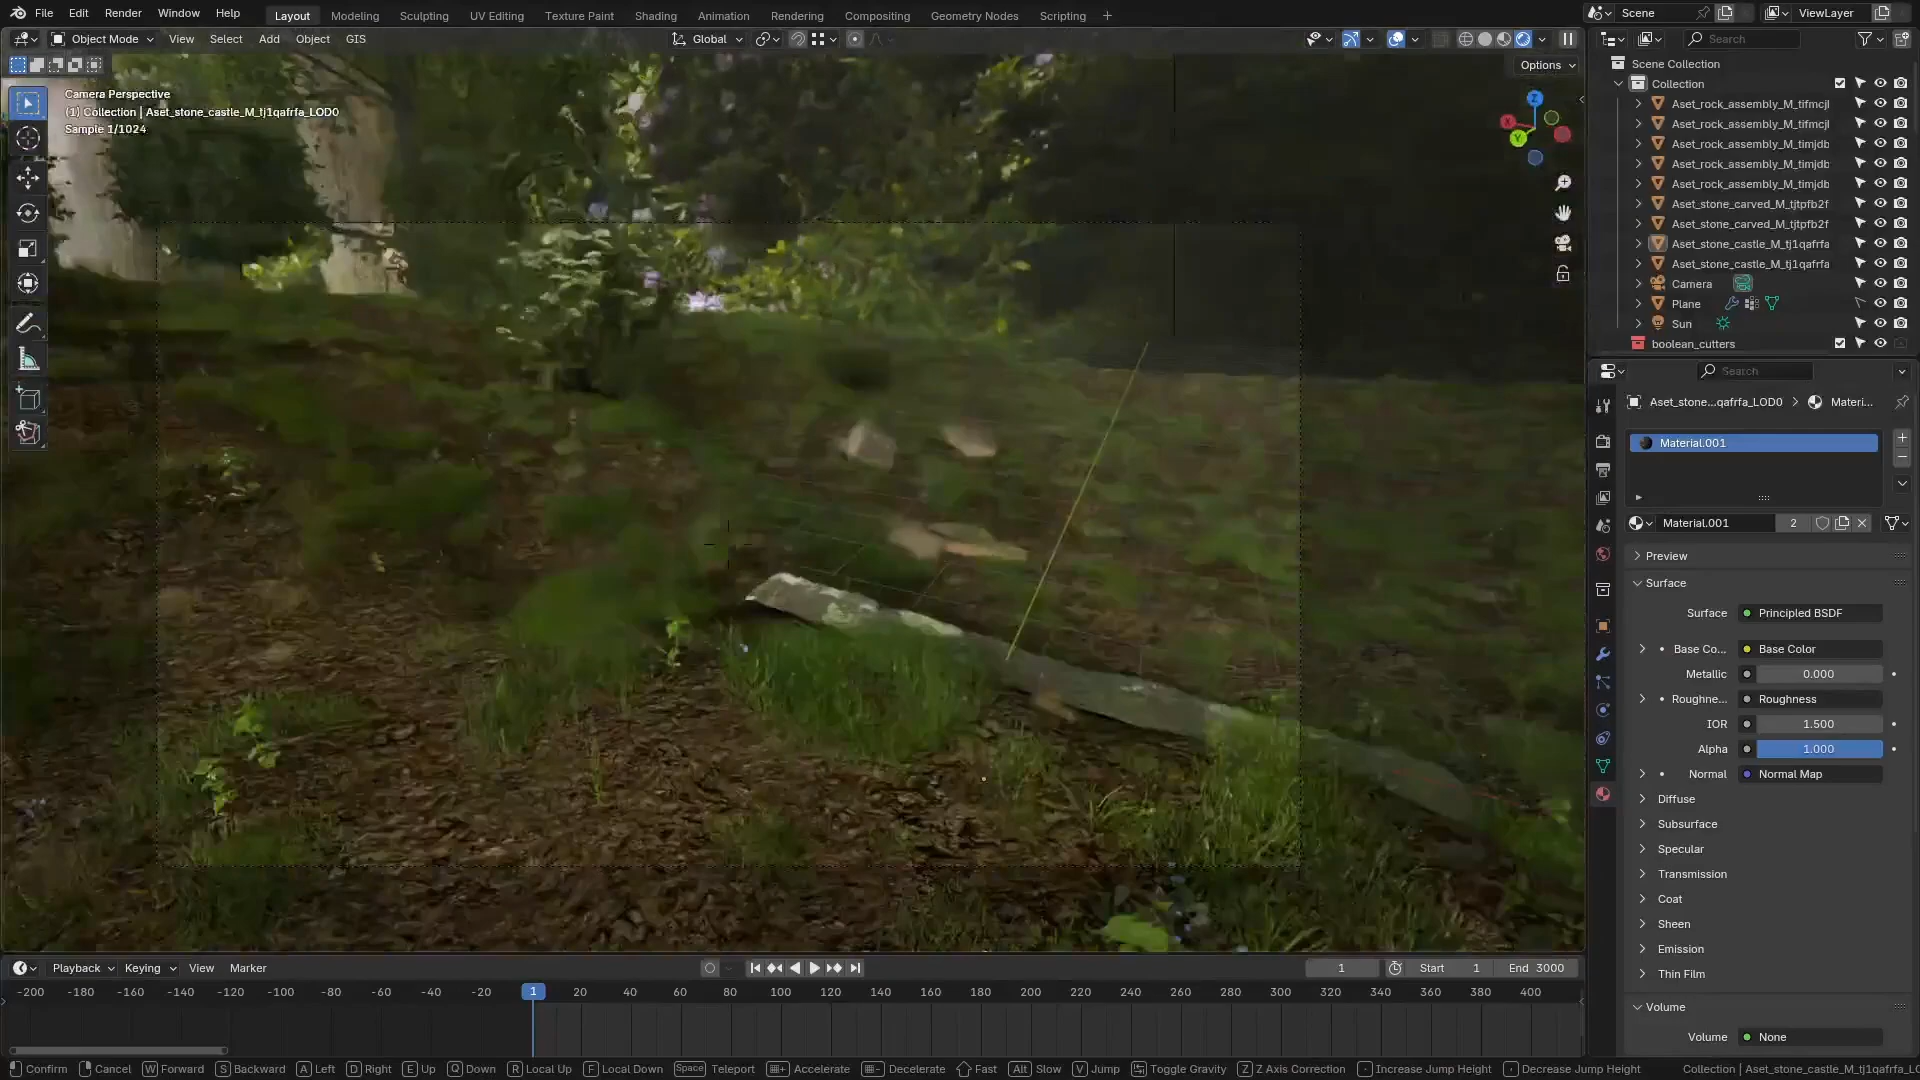 File Edit Render Window Help Layout Modeling Sculpting UV Editing Texture Paint Shading Animation Rendering Compositing Geometry Nodes Scripting + Scene ViewLayer
Object Mode View Select Add Object GIS Global Search
Options
Camera Perspective
(1) Collection | Aset_stone_castle_M_tj1qafrfa_LOD0
Sample 1/1024
Z
X
Y
Scene Collection
Collection
Aset_rock_assembly_M_tifmcjl
Aset_rock_assembly_M_tifmcjl
Aset_rock_assembly_M_timjdb
Aset_rock_assembly_M_timjdb
Aset_rock_assembly_M_timjdb
Aset_stone_carved_M_tjtpfb2f
Aset_stone_carved_M_tjtpfb2f
Aset_stone_castle_M_tj1qafrfa
Aset_stone_castle_M_tj1qafrfa
Camera
Plane
Sun
boolean_cutters
Search
Aset_stone...qafrfa_LOD0 > Materi...
Material.001
Material.001 2
Preview
Surface
Surface Principled BSDF
Base Co... Base Color
Metallic 0.000
Roughne... Roughness
IOR 1.500
Alpha 1.000
Normal Normal Map
Diffuse
Subsurface
Specular
Transmission
Coat
Sheen
Emission
Thin Film
Volume
Volume None
Playback Keying View Marker 1 Start 1 End 3000
-200 -180 -160 -140 -120 -100 -80 -60 -40 -20 1 20 40 60 80 100 120 140 160 180 200 220 240 260 280 300 320 340 360 380 400
Confirm Cancel W Forward S Backward A Left D Right E Up Q Down R Local Up F Local Down Space Teleport Accelerate Decelerate Fast Alt Slow V Jump Toggle Gravity Z Z Axis Correction . Increase Jump Height , Decrease Jump Height Collection | Aset_stone_castle_M_tj1qafrfa_LO